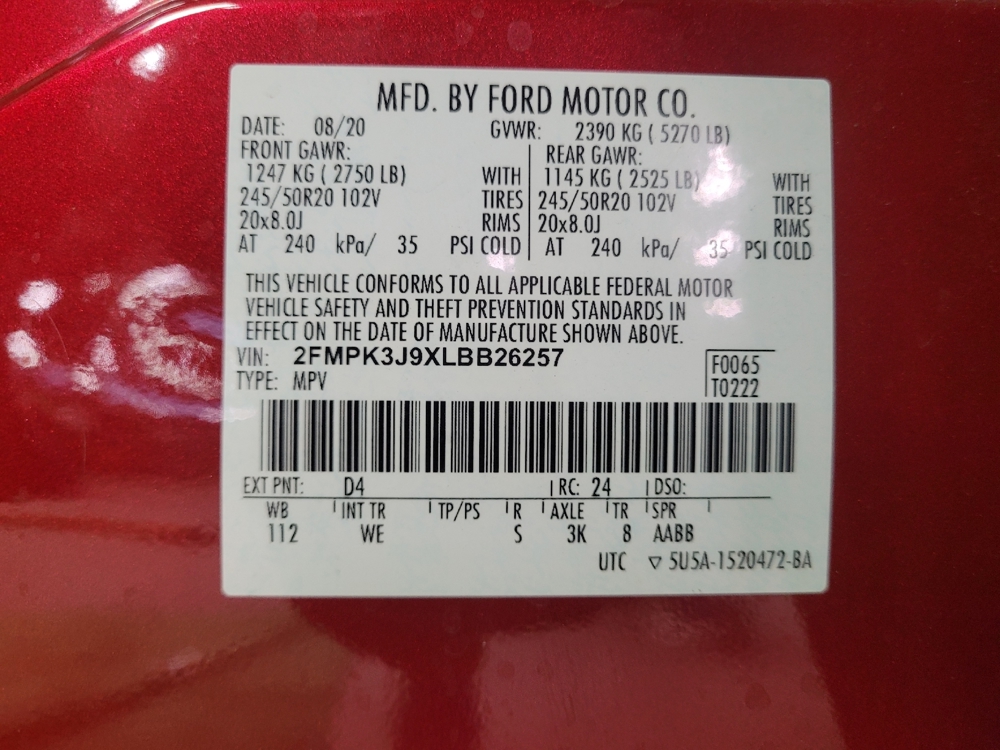 MFD. BY FORD MOTOR CO.
DATE: 08/20 GVWR: 2390 KG ( 5270 LB)
FRONT GAWR: REAR GAWR:
1247 KG ( 2750 LB) WITH 1145 KG ( 2525 LB) WITH
245/50R20 102V TIRES 245/50R20 102V TIRES
20x8.0J RIMS 20x8.0J RIMS
AT 240 kPa/ 35 PSI COLD AT 240 kPa/ 35 PSI COLD
THIS VEHICLE CONFORMS TO ALL APPLICABLE FEDERAL MOTOR
VEHICLE SAFETY AND THEFT PREVENTION STANDARDS IN
EFFECT ON THE DATE OF MANUFACTURE SHOWN ABOVE.
VIN: 2FMPK3J9XLBB26257 F0065
TYPE: MPV T0222
EXT PNT: D4 RC: 24 DSO:
WB INT TR TP/PS R AXLE TR SPR
112 WE S 3K 8 AABB
UTC ▽ 5U5A-1520472-BA